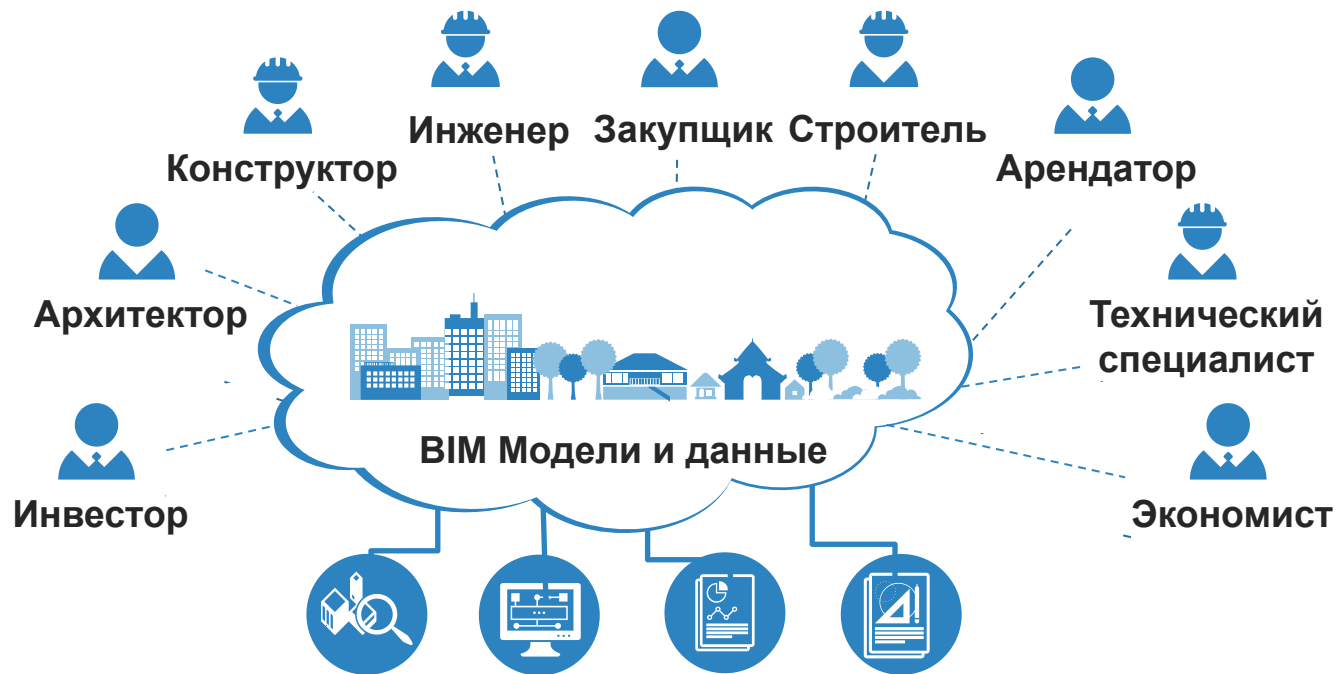 Инженер
Закупщик
Строитель
Конструктор
Арендатор
Архитектор
Технический
специалист
BIM Модели и данные
Инвестор
Экономист